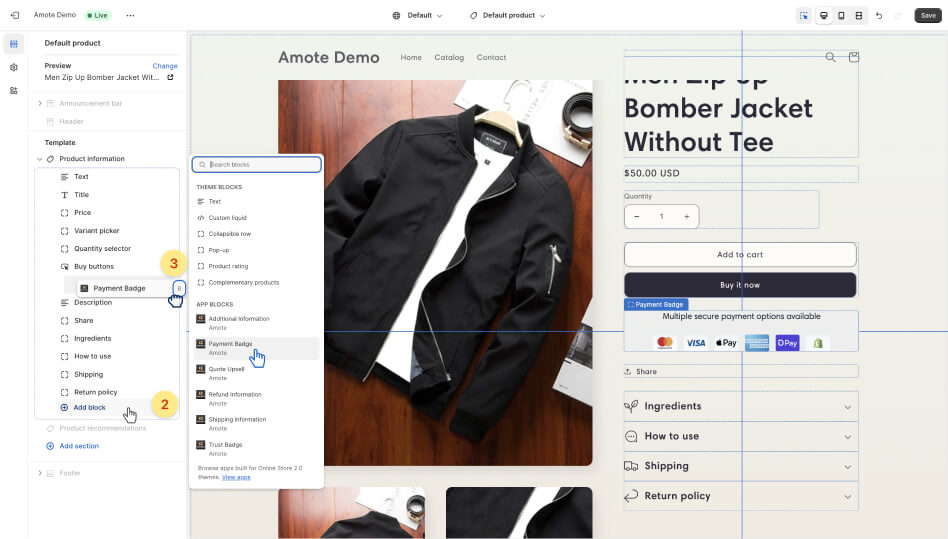 Amote Demo
Live
Default
Default product
Save
Default product
Preview
Change
Men Zip Up Bomber Jacket Wit...
Announcement bar
Header
Template
Product information
Text
Title
Price
Variant picker
Quantity selector
Buy buttons
3
Payment Badge
Description
Share
Ingredients
How to use
Shipping
Return policy
Add block
2
Product recommendations
Add section
Footer
Search blocks
THEME BLOCKS
Text
Custom liquid
Collapsible row
Pop-up
Product rating
Complementary products
APP BLOCKS
Additional Information
Amote
Payment Badge
Amote
Quote Upsell
Amote
Refund Information
Amote
Shipping Information
Amote
Trust Badge
Amote
Browse apps built for Online Store 2.0
themes. View apps
Amote Demo
Home
Catalog
Contact
Men Zip Up
Bomber Jacket
Without Tee
$50.00 USD
Quantity
1
Add to cart
Buy it now
Payment Badge
Multiple secure payment options available
VISA
Pay
Pay
Share
Ingredients
How to use
Shipping
Return policy